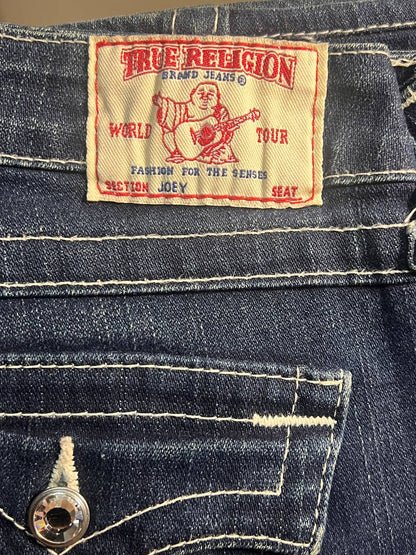 TRUE RELIGION
BRAND JEANS®
WORLD TOUR
FASHION FOR THE SENSES
SECTION JOEY SEAT